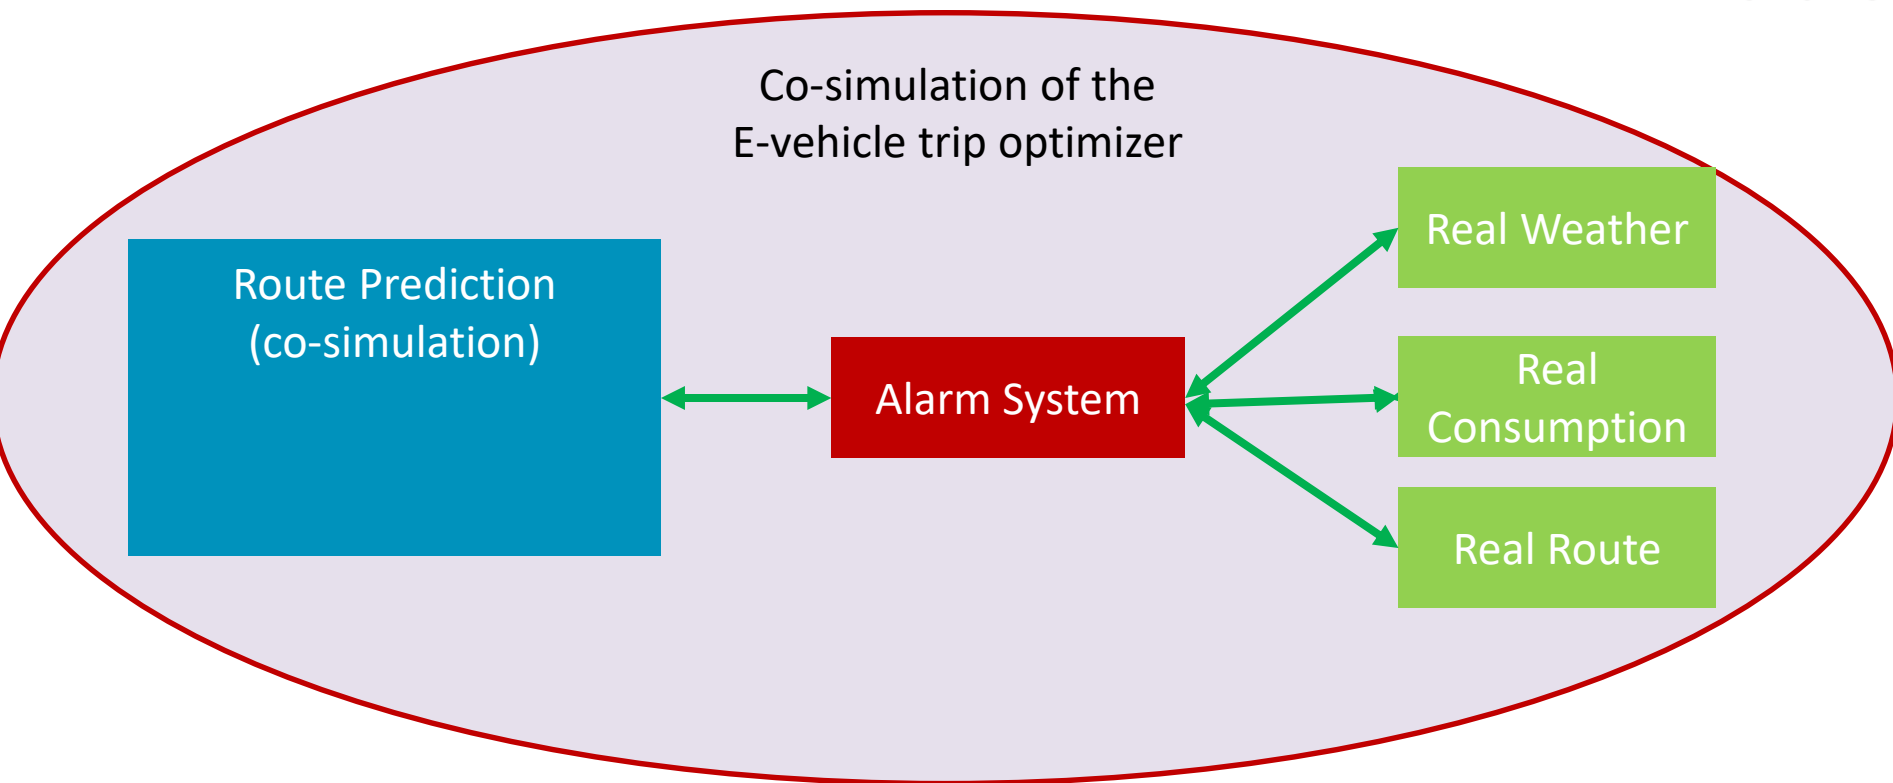 Co-simulation of the
E-vehicle trip optimizer
Route Prediction
(co-simulation)
Alarm System
Real Weather
Real
Consumption
Real Route